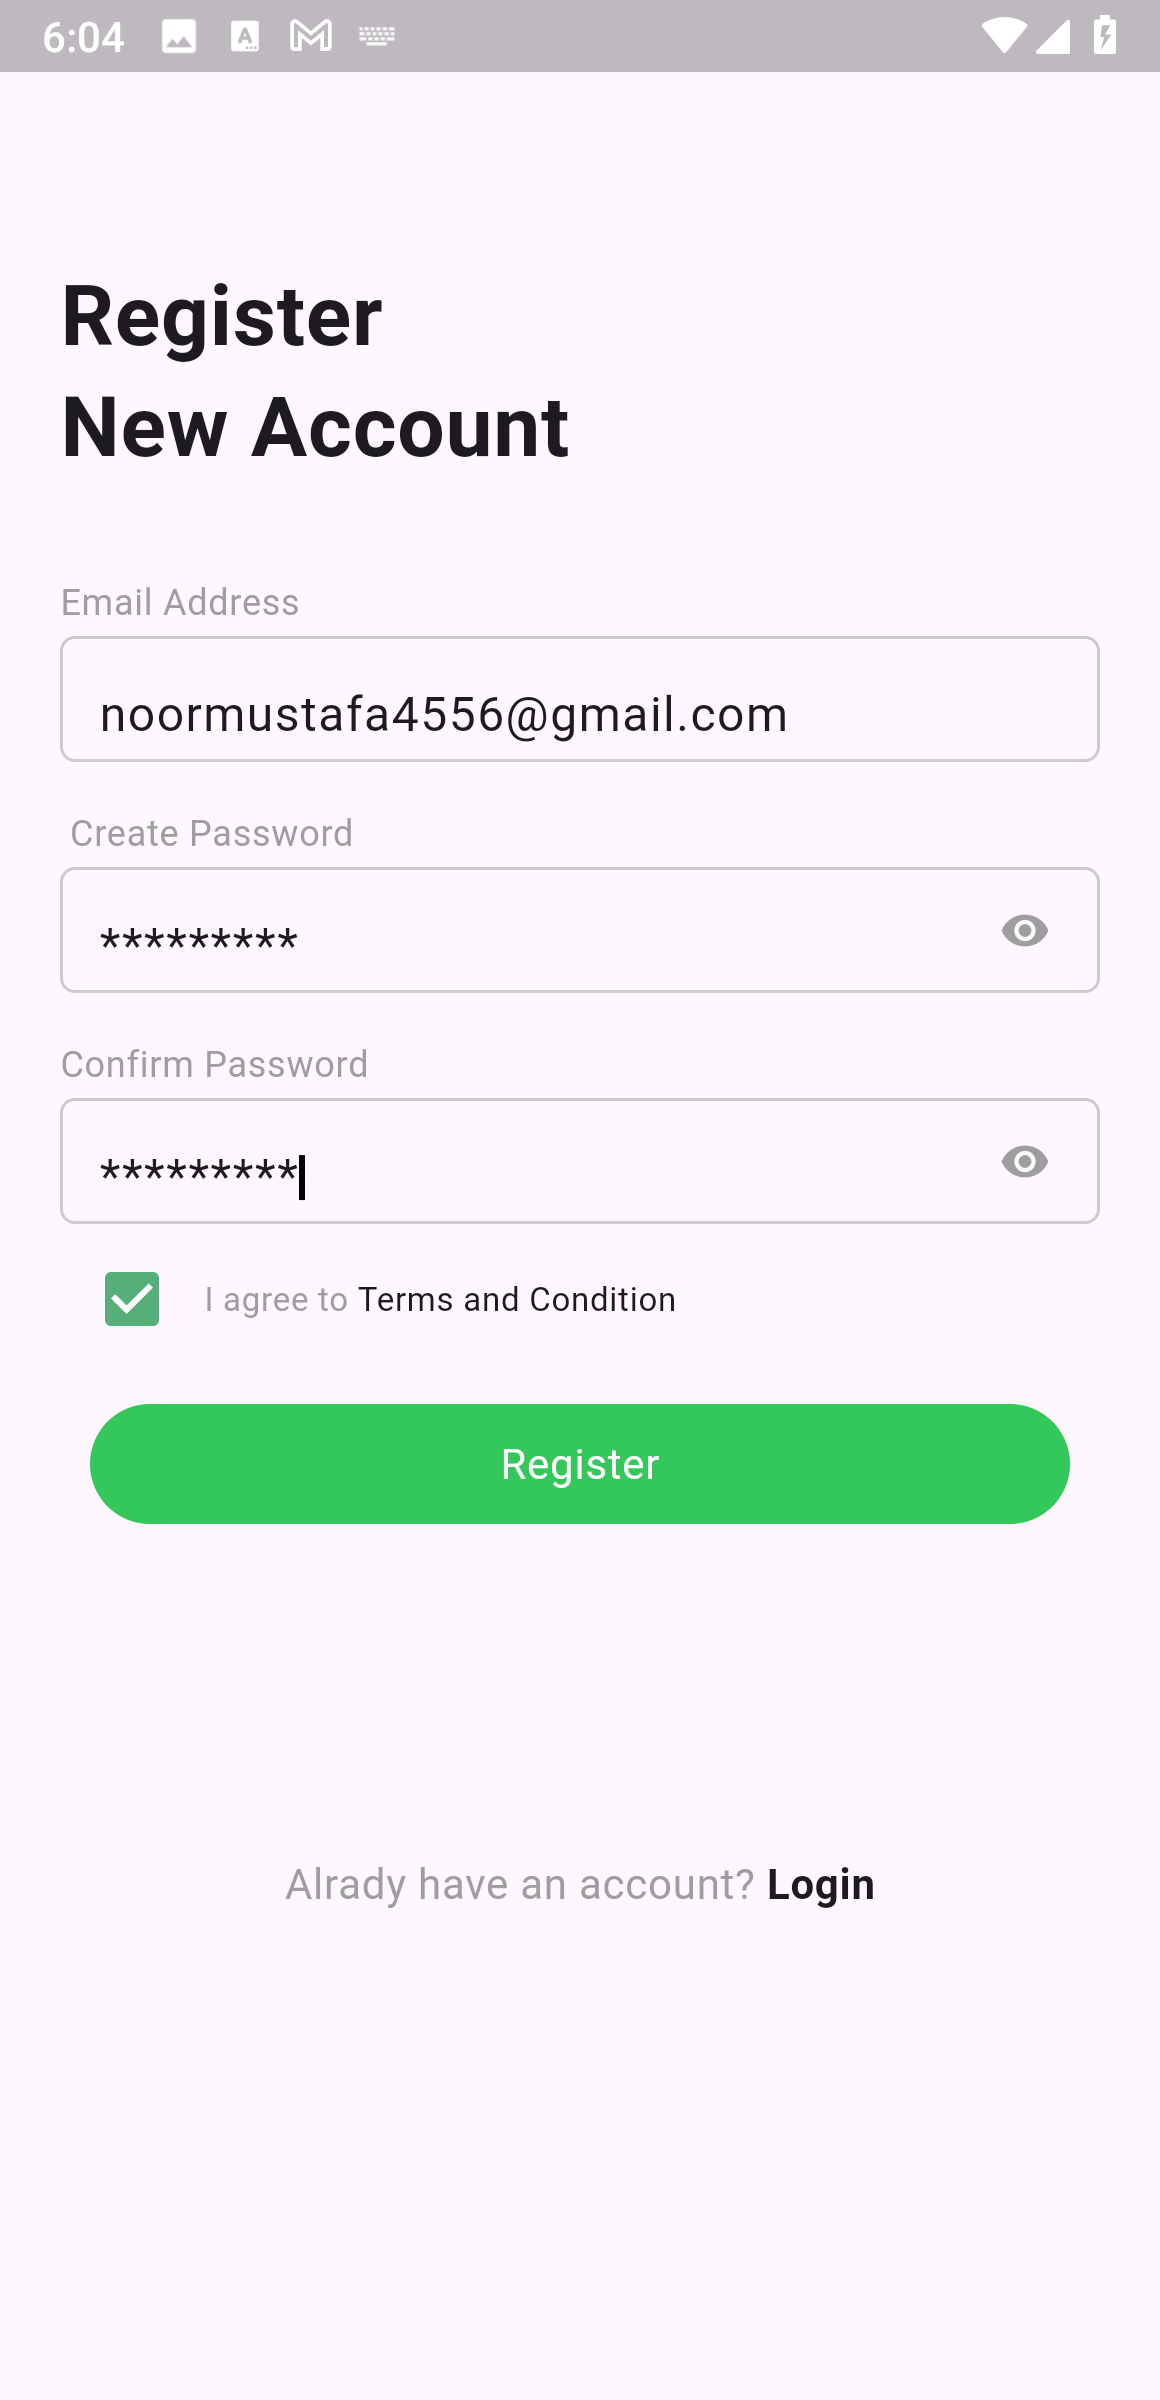 6:04
Register
New Account
Email Address
noormustafa4556@gmail.com
Create Password
*********
Confirm Password
*********
I agree to Terms and Condition
Register
Alrady have an account? Login